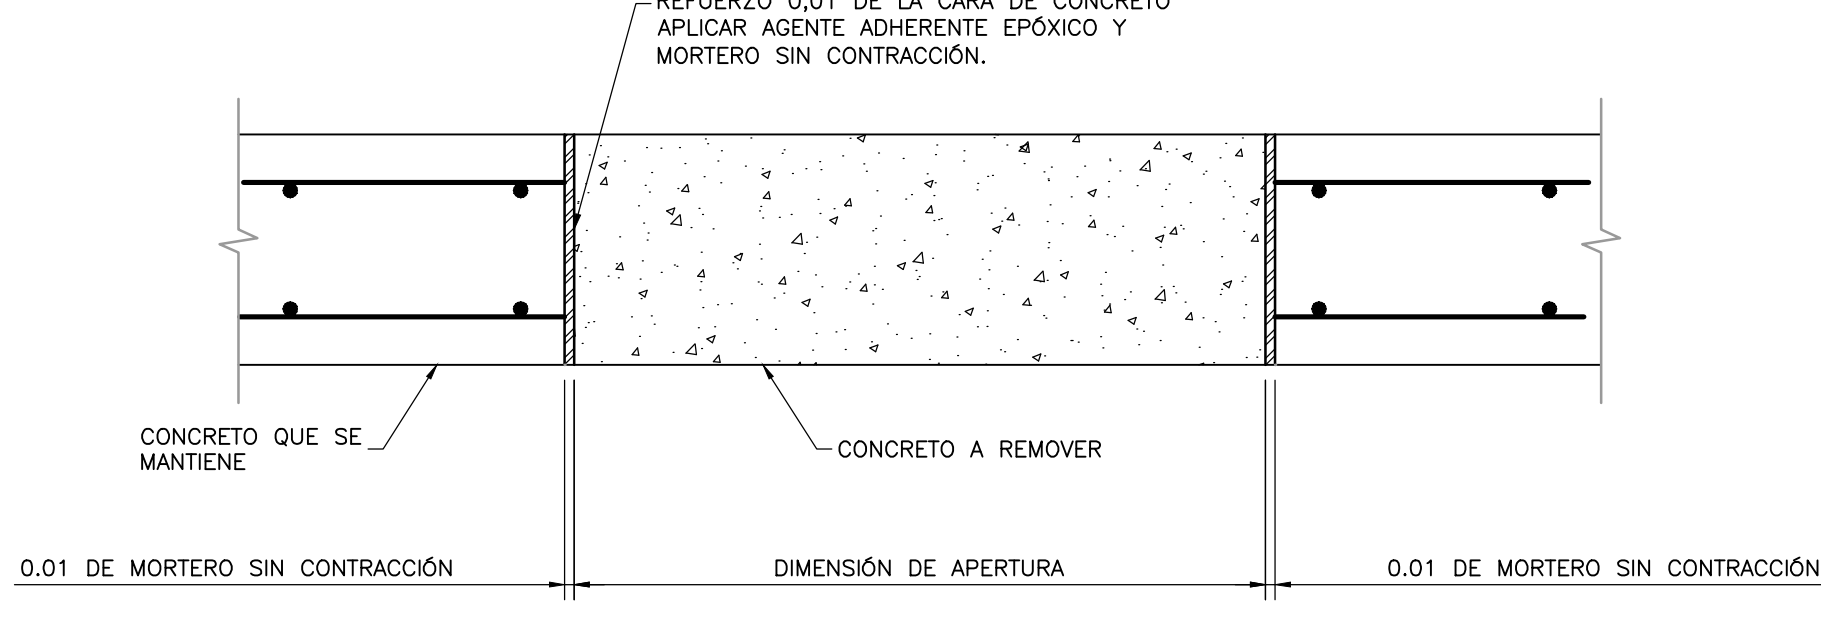 REFUERZO 0,01 DE LA CARA DE CONCRETO
APLICAR AGENTE ADHERENTE EPÓXICO Y
MORTERO SIN CONTRACCIÓN.
CONCRETO QUE SE
MANTIENE
CONCRETO A REMOVER
0.01 DE MORTERO SIN CONTRACCIÓN
DIMENSIÓN DE APERTURA
0.01 DE MORTERO SIN CONTRACCIÓN